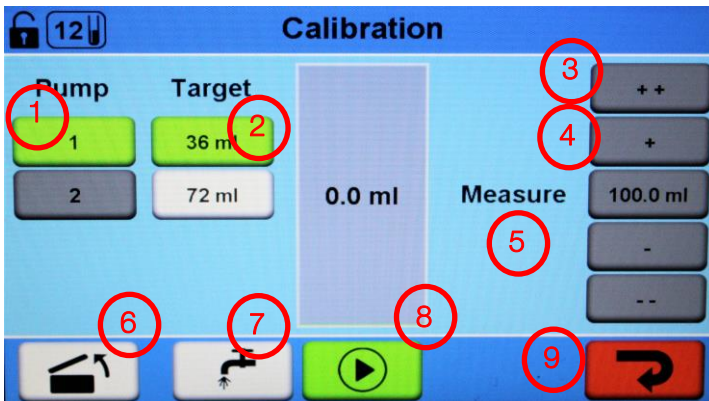 12 Calibration
Pump Target
1 36 ml
2 72 ml
0.0 ml
Measure
++
+
100.0 ml
-
--
1
2
3
4
5
6
7
8
9